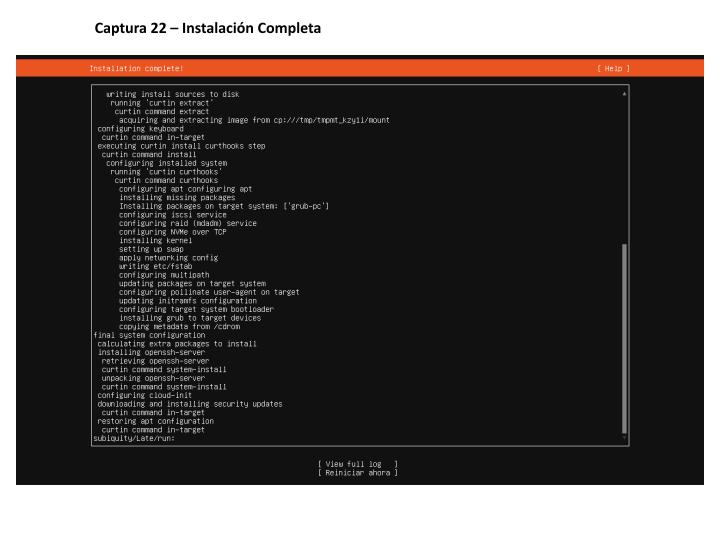 Captura 22 – Instalación Completa
Installation complete!
[ Help ]
writing install sources to disk
running 'curtin extract'
curtin command extract
acquiring and extracting image from cp:///tmp/tmpmt_kzy1i/mount
configuring keyboard
curtin command in-target
executing curtin install curthooks step
curtin command install
configuring installed system
running 'curtin curthooks'
curtin command curthooks
configuring apt configuring apt
installing missing packages
Installing packages on target system: ['grub-pc']
configuring iscsi service
configuring raid (mdadm) service
configuring NVMe over TCP
installing kernel
setting up swap
apply networking config
writing etc/fstab
configuring multipath
updating packages on target system
configuring pollinate user-agent on target
updating initramfs configuration
configuring target system bootloader
installing grub to target devices
copying metadata from /cdrom
final system configuration
calculating extra packages to install
installing openssh-server
retrieving openssh-server
curtin command system-install
unpacking openssh-server
curtin command system-install
configuring cloud-init
downloading and installing security updates
curtin command in-target
restoring apt configuration
curtin command in-target
subiquity/Late/run:
[ View full log ]
[ Reiniciar ahora ]